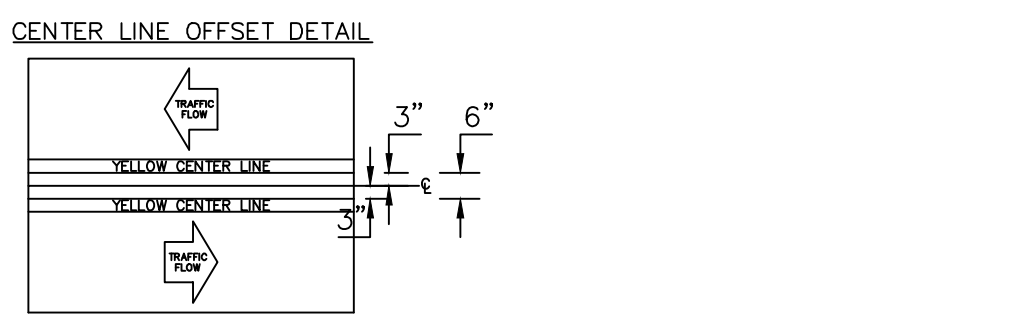 CENTER LINE OFFSET DETAIL
TRAFFIC
FLOW
3” 6”
YELLOW CENTER LINE
℄
YELLOW CENTER LINE
3”
TRAFFIC
FLOW